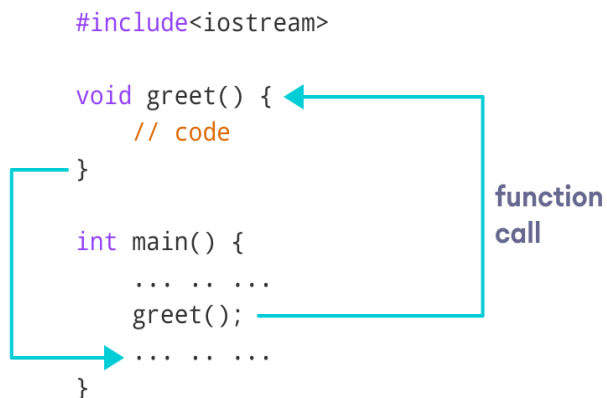 #include<iostream>
void greet() {
// code
}
function
call
int main() {
... .. ...
greet();
... .. ...
}